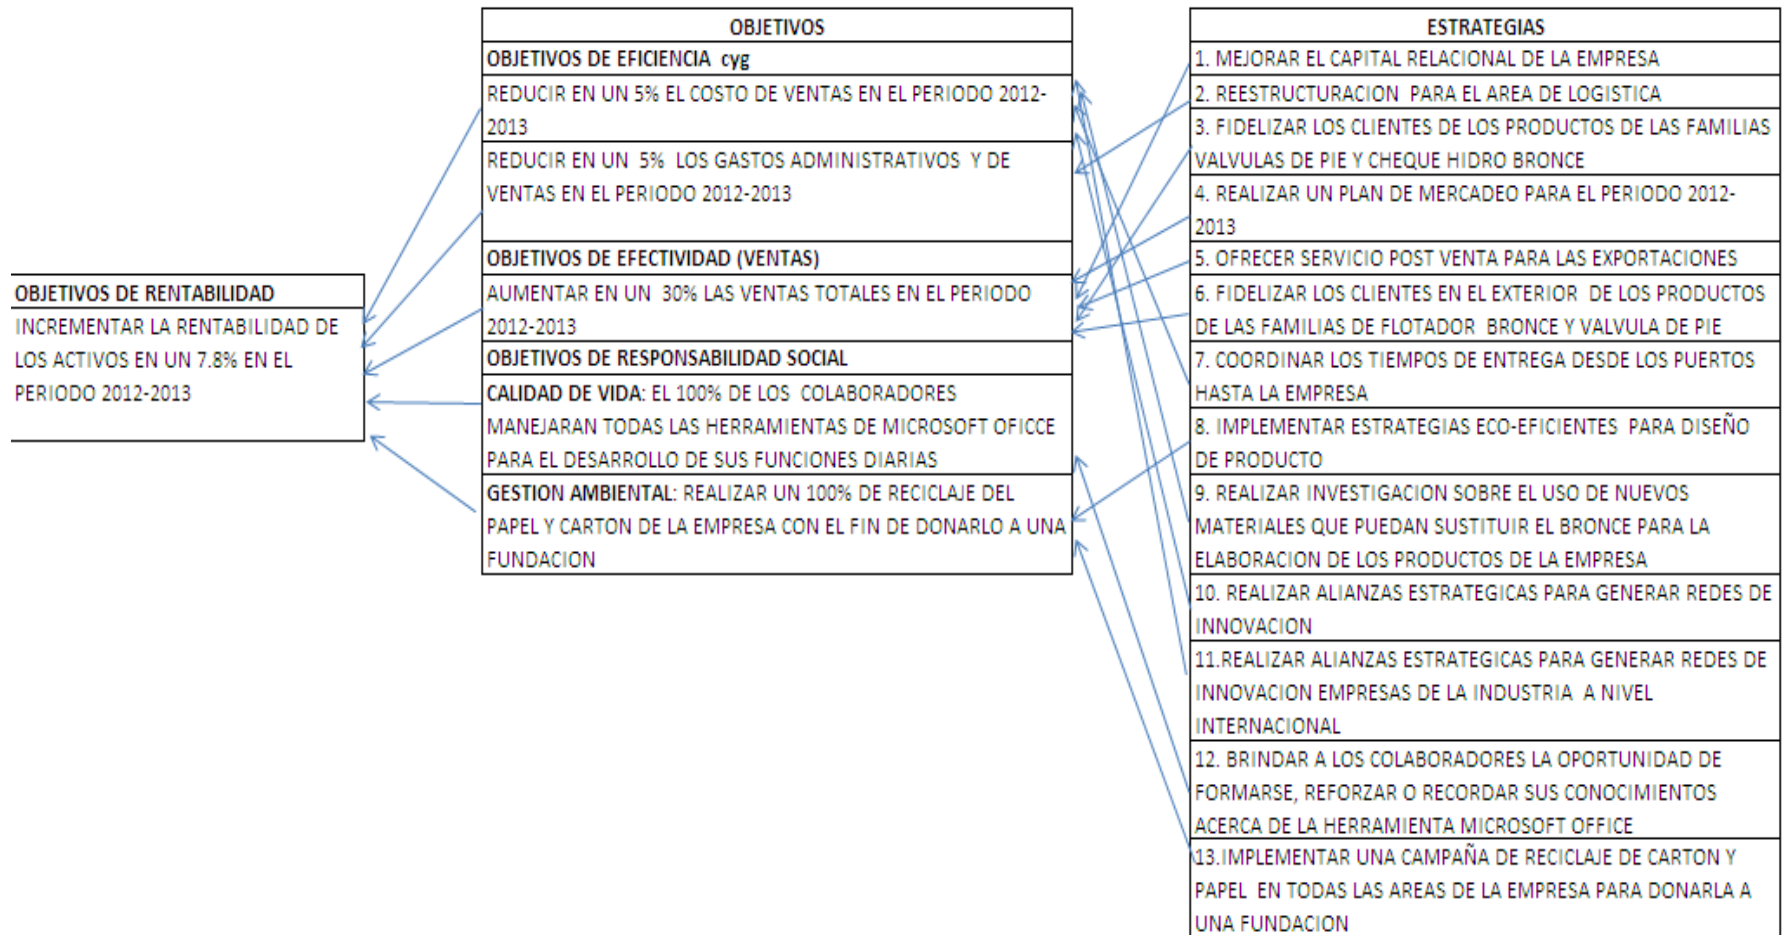 OBJETIVOS DE RENTABILIDAD
INCREMENTAR LA RENTABILIDAD DE
LOS ACTIVOS EN UN 7.8% EN EL
PERIODO 2012-2013
OBJETIVOS
OBJETIVOS DE EFICIENCIA cyg
REDUCIR EN UN 5% EL COSTO DE VENTAS EN EL PERIODO 2012-
2013
REDUCIR EN UN 5% LOS GASTOS ADMINISTRATIVOS Y DE
VENTAS EN EL PERIODO 2012-2013
OBJETIVOS DE EFECTIVIDAD (VENTAS)
AUMENTAR EN UN 30% LAS VENTAS TOTALES EN EL PERIODO
2012-2013
OBJETIVOS DE RESPONSABILIDAD SOCIAL
CALIDAD DE VIDA: EL 100% DE LOS COLABORADORES
MANEJARAN TODAS LAS HERRAMIENTAS DE MICROSOFT OFICCE
PARA EL DESARROLLO DE SUS FUNCIONES DIARIAS
GESTION AMBIENTAL: REALIZAR UN 100% DE RECICLAJE DEL
PAPEL Y CARTON DE LA EMPRESA CON EL FIN DE DONARLO A UNA
FUNDACION
ESTRATEGIAS
1. MEJORAR EL CAPITAL RELACIONAL DE LA EMPRESA
2. REESTRUCTURACION PARA EL AREA DE LOGISTICA
3. FIDELIZAR LOS CLIENTES DE LOS PRODUCTOS DE LAS FAMILIAS
VALVULAS DE PIE Y CHEQUE HIDRO BRONCE
4. REALIZAR UN PLAN DE MERCADEO PARA EL PERIODO 2012-
2013
5. OFRECER SERVICIO POST VENTA PARA LAS EXPORTACIONES
6. FIDELIZAR LOS CLIENTES EN EL EXTERIOR DE LOS PRODUCTOS
DE LAS FAMILIAS DE FLOTADOR BRONCE Y VALVULA DE PIE
7. COORDINAR LOS TIEMPOS DE ENTREGA DESDE LOS PUERTOS
HASTA LA EMPRESA
8. IMPLEMENTAR ESTRATEGIAS ECO-EFICIENTES PARA DISEÑO
DE PRODUCTO
9. REALIZAR INVESTIGACION SOBRE EL USO DE NUEVOS
MATERIALES QUE PUEDAN SUSTITUIR EL BRONCE PARA LA
ELABORACION DE LOS PRODUCTOS DE LA EMPRESA
10. REALIZAR ALIANZAS ESTRATEGICAS PARA GENERAR REDES DE
INNOVACION
11.REALIZAR ALIANZAS ESTRATEGICAS PARA GENERAR REDES DE
INNOVACION EMPRESAS DE LA INDUSTRIA A NIVEL
INTERNACIONAL
12. BRINDAR A LOS COLABORADORES LA OPORTUNIDAD DE
FORMARSE, REFORZAR O RECORDAR SUS CONOCIMIENTOS
ACERCA DE LA HERRAMIENTA MICROSOFT OFFICE
13.IMPLEMENTAR UNA CAMPAÑA DE RECICLAJE DE CARTON Y
PAPEL EN TODAS LAS AREAS DE LA EMPRESA PARA DONARLA A
UNA FUNDACION